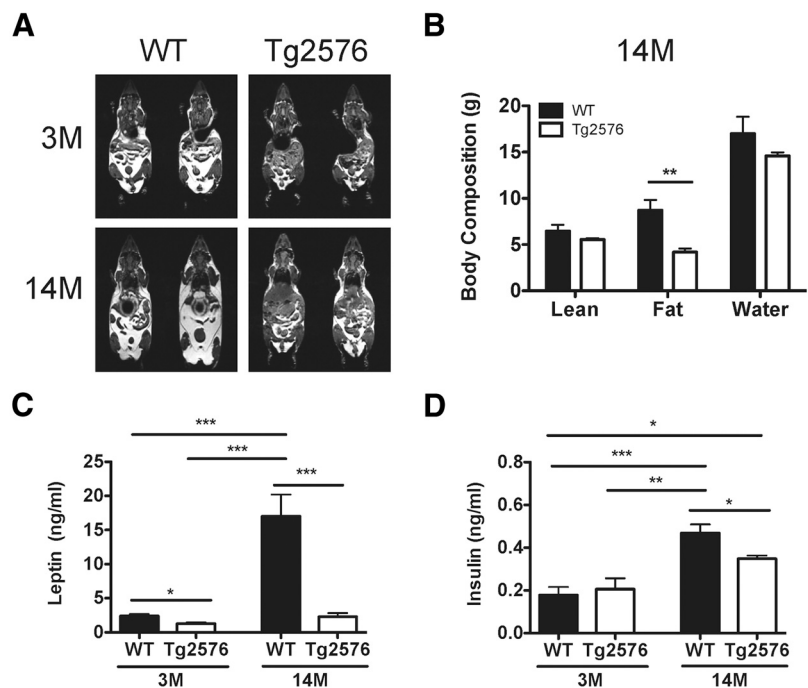 A
WT Tg2576
3M
14M
B
14M
Body Composition (g)
20
15
10
5
0
WT
Tg2576
**
Lean Fat Water
C
Leptin (ng/ml)
25
20
15
10
5
0
***
***
***
*
WT Tg2576 WT Tg2576
3M 14M
D
Insulin (ng/ml)
0.8
0.6
0.4
0.2
0.0
*
***
**
*
WT Tg2576 WT Tg2576
3M 14M